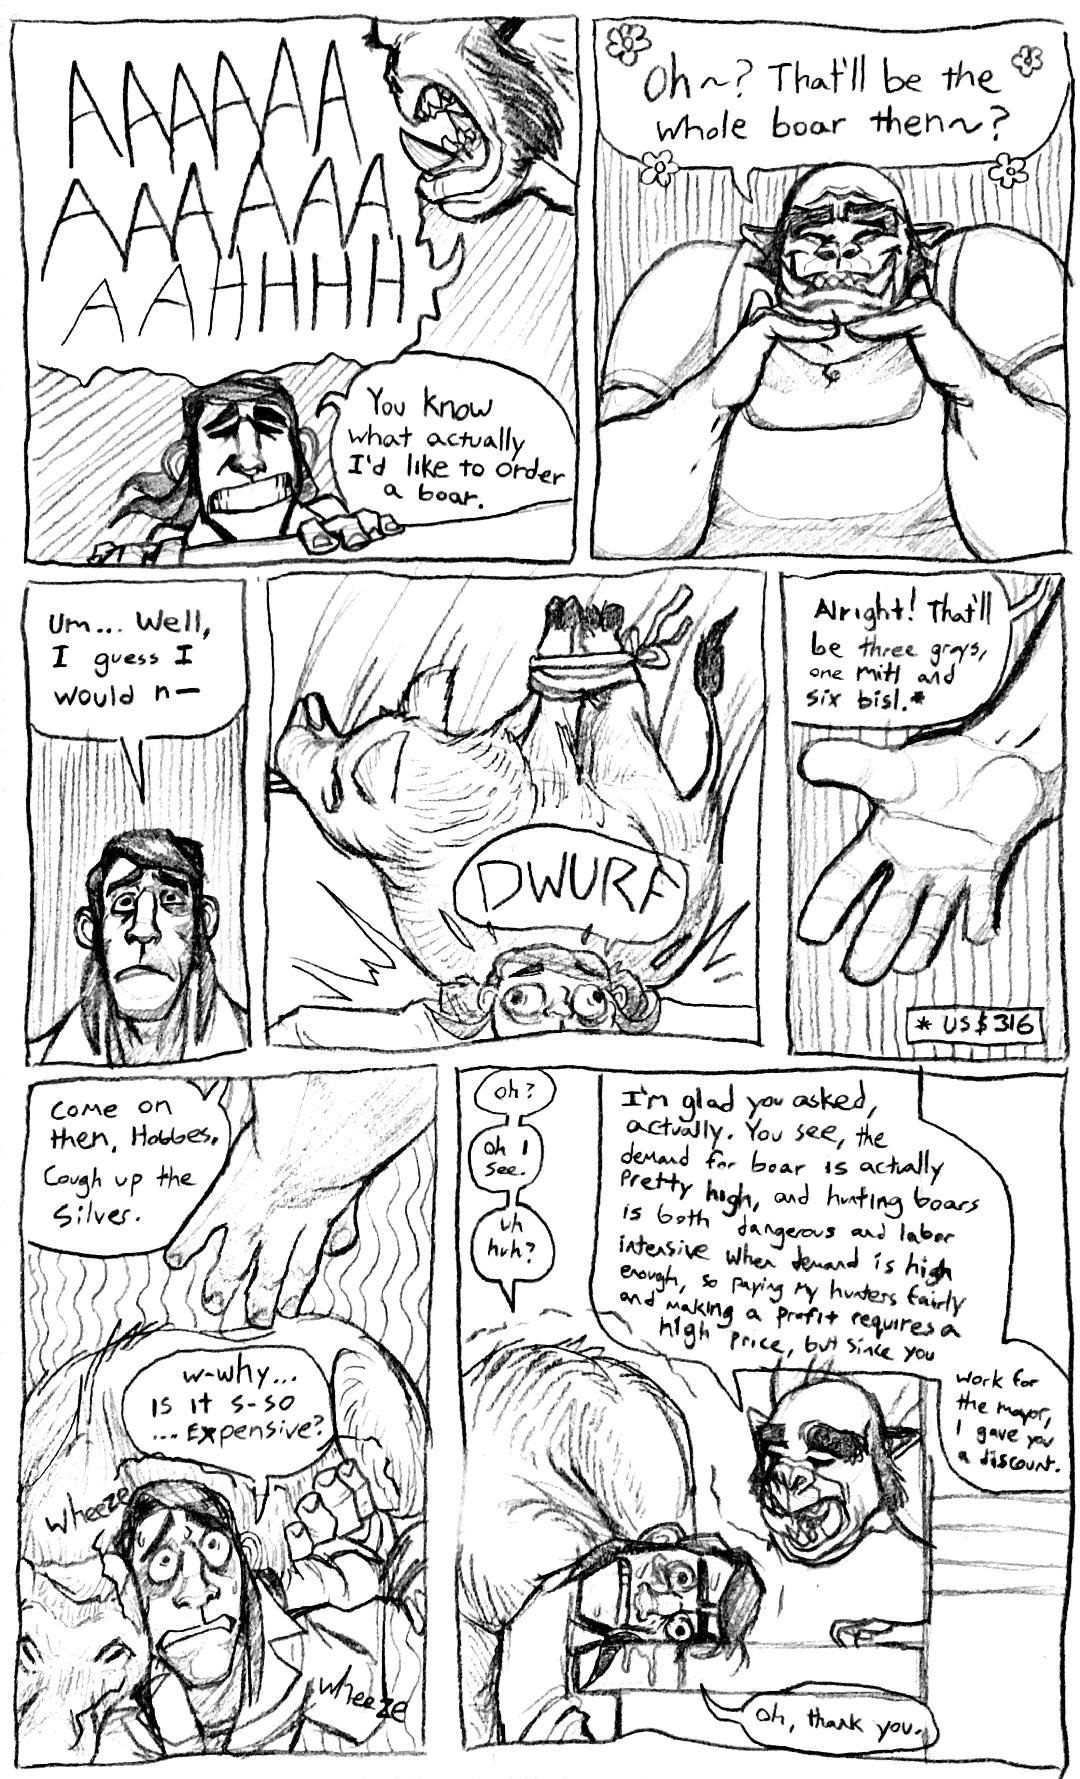 AAAAAA
AAAAAA
AAHHHH
You know
what actually
I'd like to order
a boar.
Oh~? That'll be the
whole boar then~?
Um... Well,
I guess I
would n—
DWURF
Alright! That'll
be three grays,
one mitl and
six bisl.*
* US$316
Come on
then, Hobbes.
Cough up the
silver.
w-why...
is it s-so
...expensive?
wheeze
wheeze
oh?
oh I
see.
uh
huh?
I'm glad you asked,
actually. You see, the
demand for boar is actually
pretty high, and hunting boars
is both dangerous and labor
intensive when demand is high
enough, so paying my hunters fairly
and making a profit requires a
high price, but since you
work for
the mayor,
I gave you
a discount.
Oh, thank you.